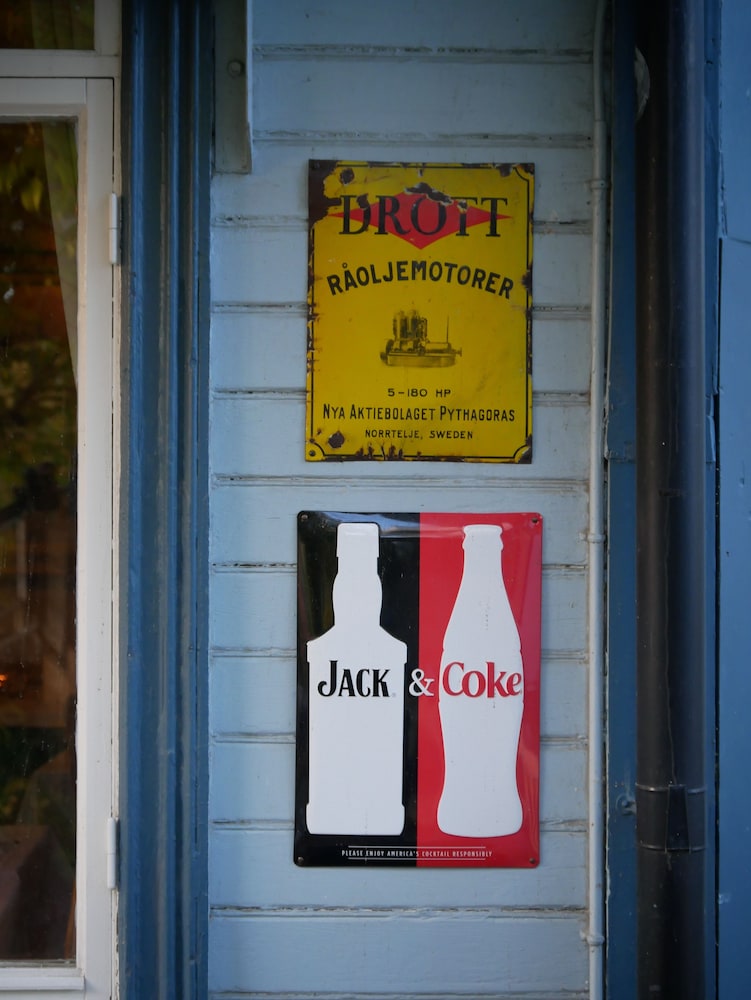 DROTT
RÅOLJEMOTORER
5-180 HP
NYA AKTIEBOLAGET PYTHAGORAS
NORRTELJE, SWEDEN
JACK & Coke
PLEASE ENJOY AMERICA'S COCKTAIL RESPONSIBLY